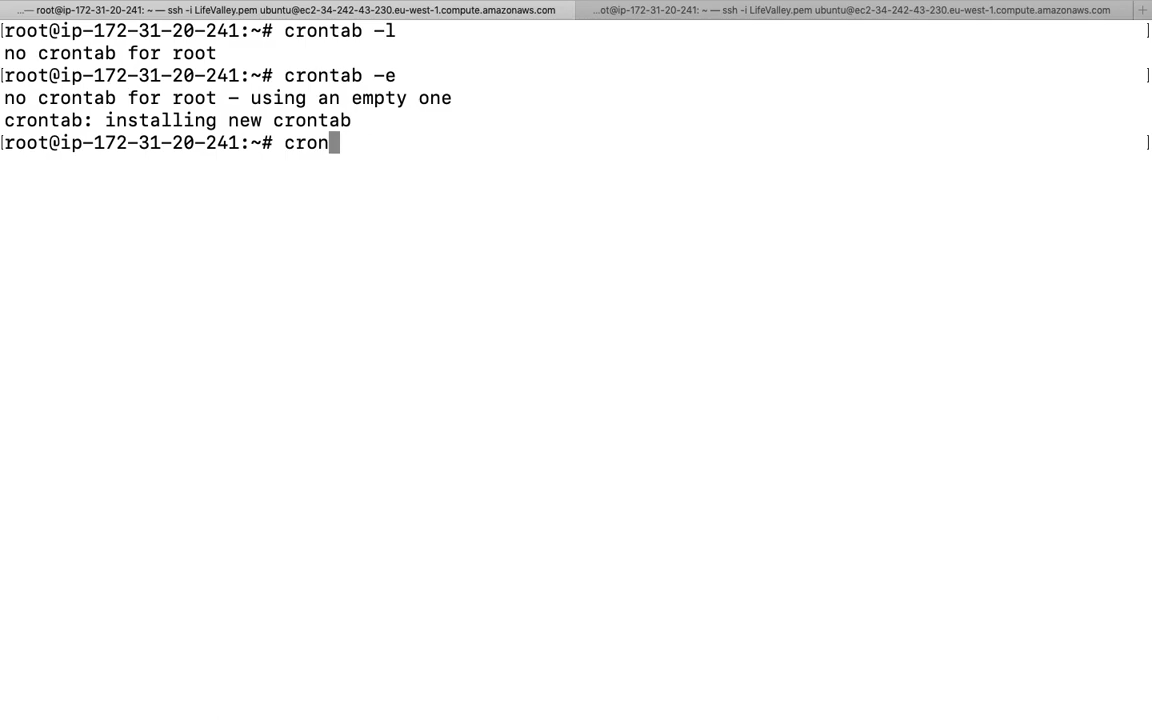 ...— root@ip-172-31-20-241: ~ — ssh -i LifeValley.pem ubuntu@ec2-34-242-43-230.eu-west-1.compute.amazonaws.com
...ot@ip-172-31-20-241: ~ — ssh -i LifeValley.pem ubuntu@ec2-34-242-43-230.eu-west-1.compute.amazonaws.com +
[root@ip-172-31-20-241:~# crontab -l ]
no crontab for root
[root@ip-172-31-20-241:~# crontab -e ]
no crontab for root - using an empty one
crontab: installing new crontab
[root@ip-172-31-20-241:~# cron ]